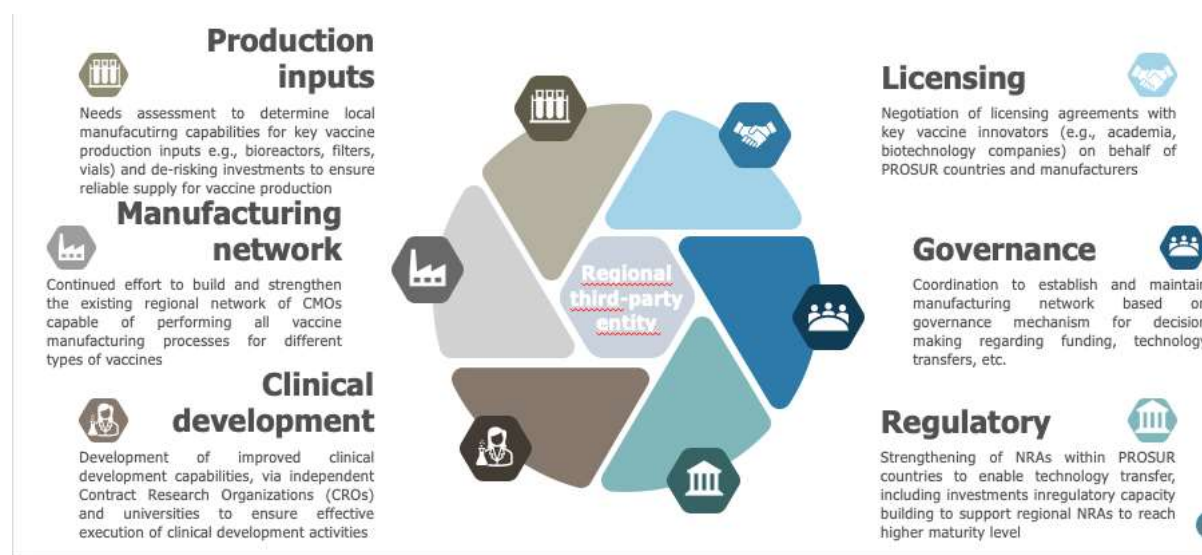 Production
inputs
Needs assessment to determine local
manufacutirng capabilities for key vaccine
production inputs e.g., bioreactors, filters,
vials) and de-risking investments to ensure
reliable supply for vaccine production
Manufacturing
network
Continued effort to build and strengthen
the existing regional network of CMOs
capable of performing all vaccine
manufacturing processes for different
types of vaccines
Clinical
development
Development of improved clinical
development capabilities, via independent
Contract Research Organizations (CROs)
and universities to ensure effective
execution of clinical development activities
Regional
third-party
entity
Licensing
Negotiation of licensing agreements with
key vaccine innovators (e.g., academia,
biotechnology companies) on behalf of
PROSUR countries and manufacturers
Governance
Coordination to establish and maintain
manufacturing network based on
governance mechanism for decision
making regarding funding, technology
transfers, etc.
Regulatory
Strengthening of NRAs within PROSUR
countries to enable technology transfer,
including investments inregulatory capacity
building to support regional NRAs to reach
higher maturity level